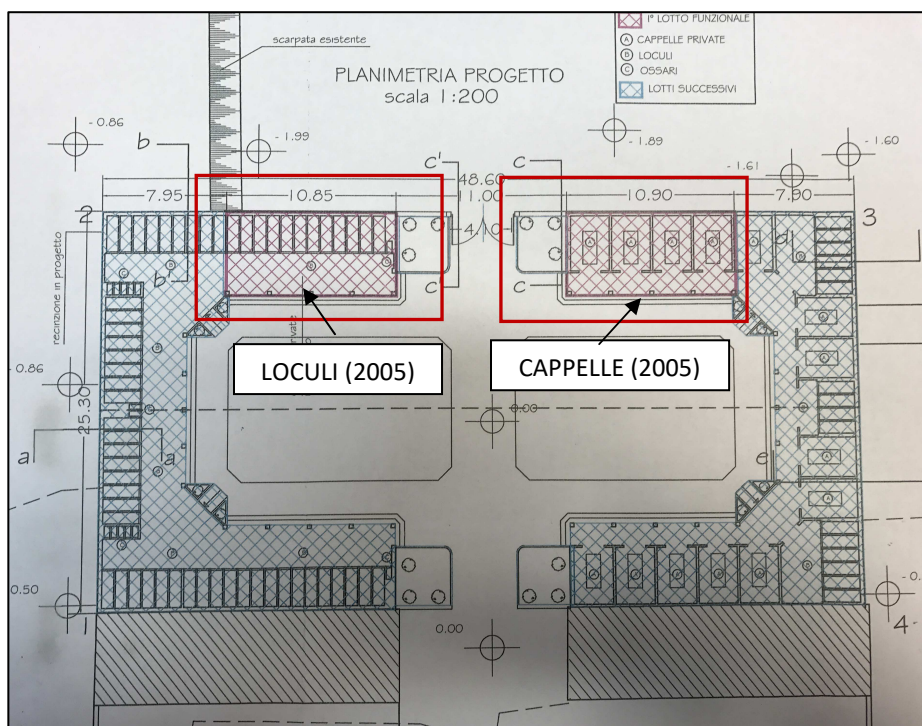 1° LOTTO FUNZIONALE
A CAPPELLE PRIVATE
B LOCULI
C OSSARI
LOTTI SUCCESSIVI
scarpata esistente
PLANIMETRIA PROGETTO
scala 1:200
- 0.86
b
- 1.99
- 1.89
- 1.60
- 1.61
c'
c
48.60
7.95
10.85
11.00
10.90
7.90
2
3
4.0
d
b'
c'
c
recinzione in progetto
LOCULI (2005)
CAPPELLE (2005)
- 0.86
0.00
25.30
a
a
e
0.50
0.00
1
4